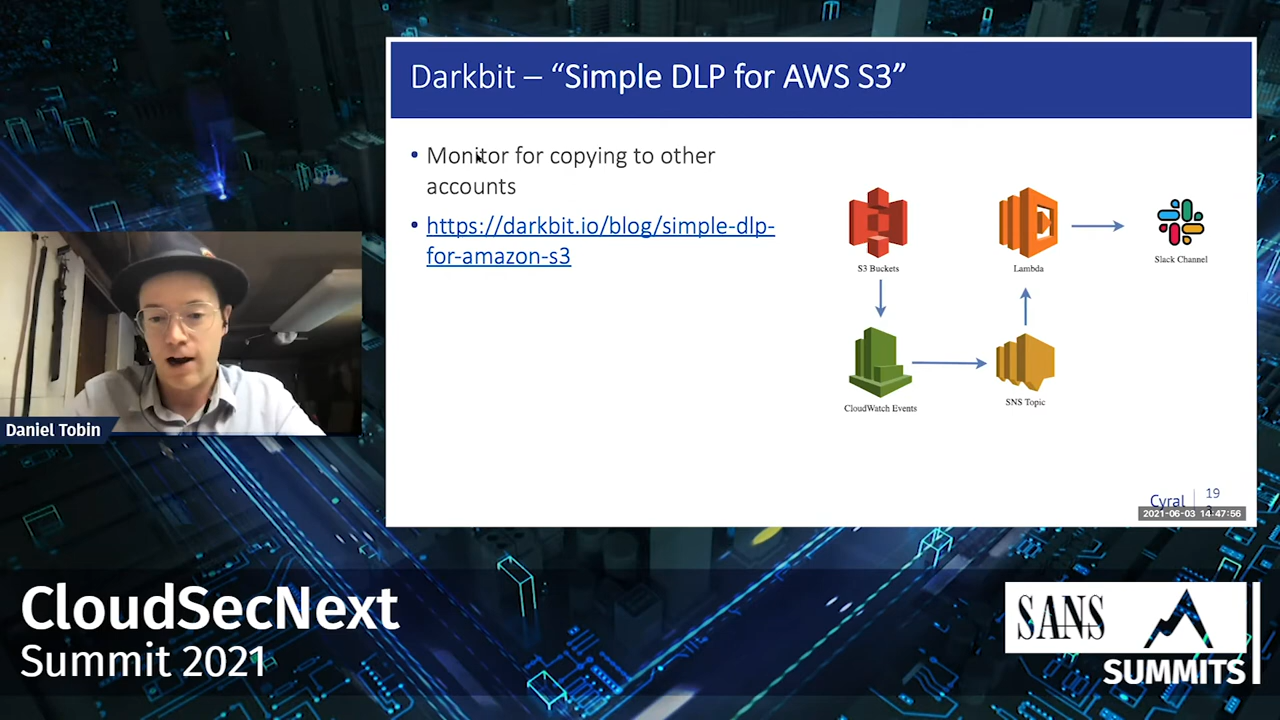 Darkbit – “Simple DLP for AWS S3”
• Monitor for copying to other
accounts
• https://darkbit.io/blog/simple-dlp-
for-amazon-s3
S3 Buckets
Lambda
Slack Channel
CloudWatch Events
SNS Topic
Cyral
19
2021-06-03 14:47:56
Daniel Tobin
CloudSecNext
Summit 2021
SANS
SUMMITS